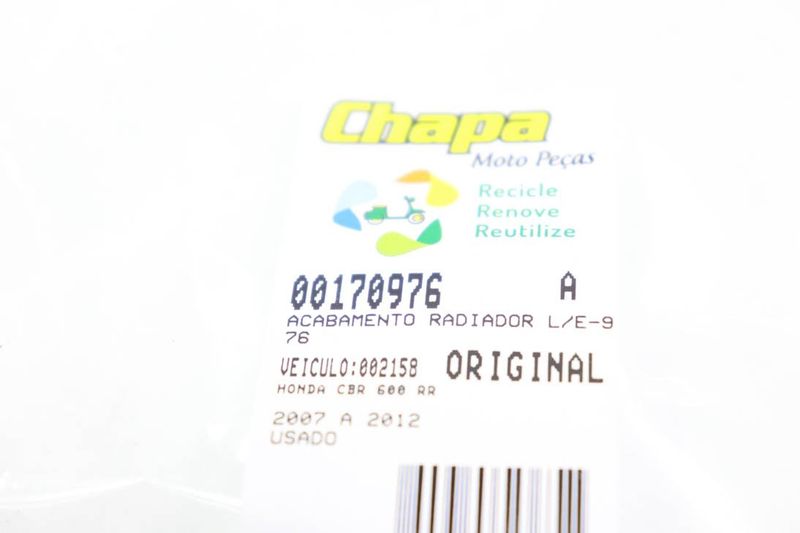 Chapa
Moto Peças
Recicle
Renove
Reutilize
00170976 A
ACABAMENTO RADIADOR L/E-9
76
VEICULO:002158 ORIGINAL
HONDA CBR 600 RR
2007 A 2012
USADO